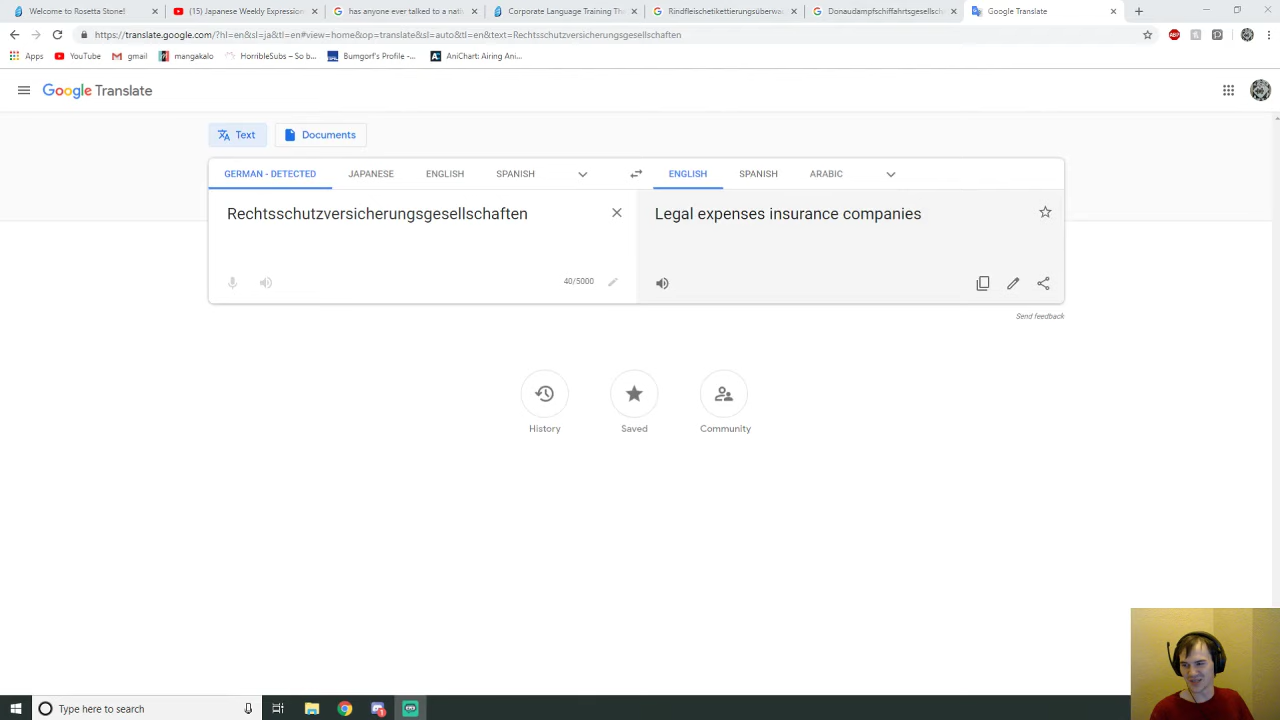 Welcome to Rosetta Stone!
(15) Japanese Weekly Expression
has anyone ever talked to a nati
Corporate Language Training Th
Rindfleischetikettierungsüberwa
Donaudampfschiffahrtsgesellsch
Google Translate
https://translate.google.com/?hl=en&sl=ja&tl=en#view=home&op=translate&sl=auto&tl=en&text=Rechtsschutzversicherungsgesellschaften
Apps
YouTube
gmail
mangakalo
HorribleSubs – So b...
Bumgorf's Profile -...
AniChart: Airing Ani...
Google Translate
Text
Documents
GERMAN - DETECTED
JAPANESE
ENGLISH
SPANISH
ENGLISH
SPANISH
ARABIC
Rechtsschutzversicherungsgesellschaften
Legal expenses insurance companies
40/5000
Send feedback
History
Saved
Community
Type here to search